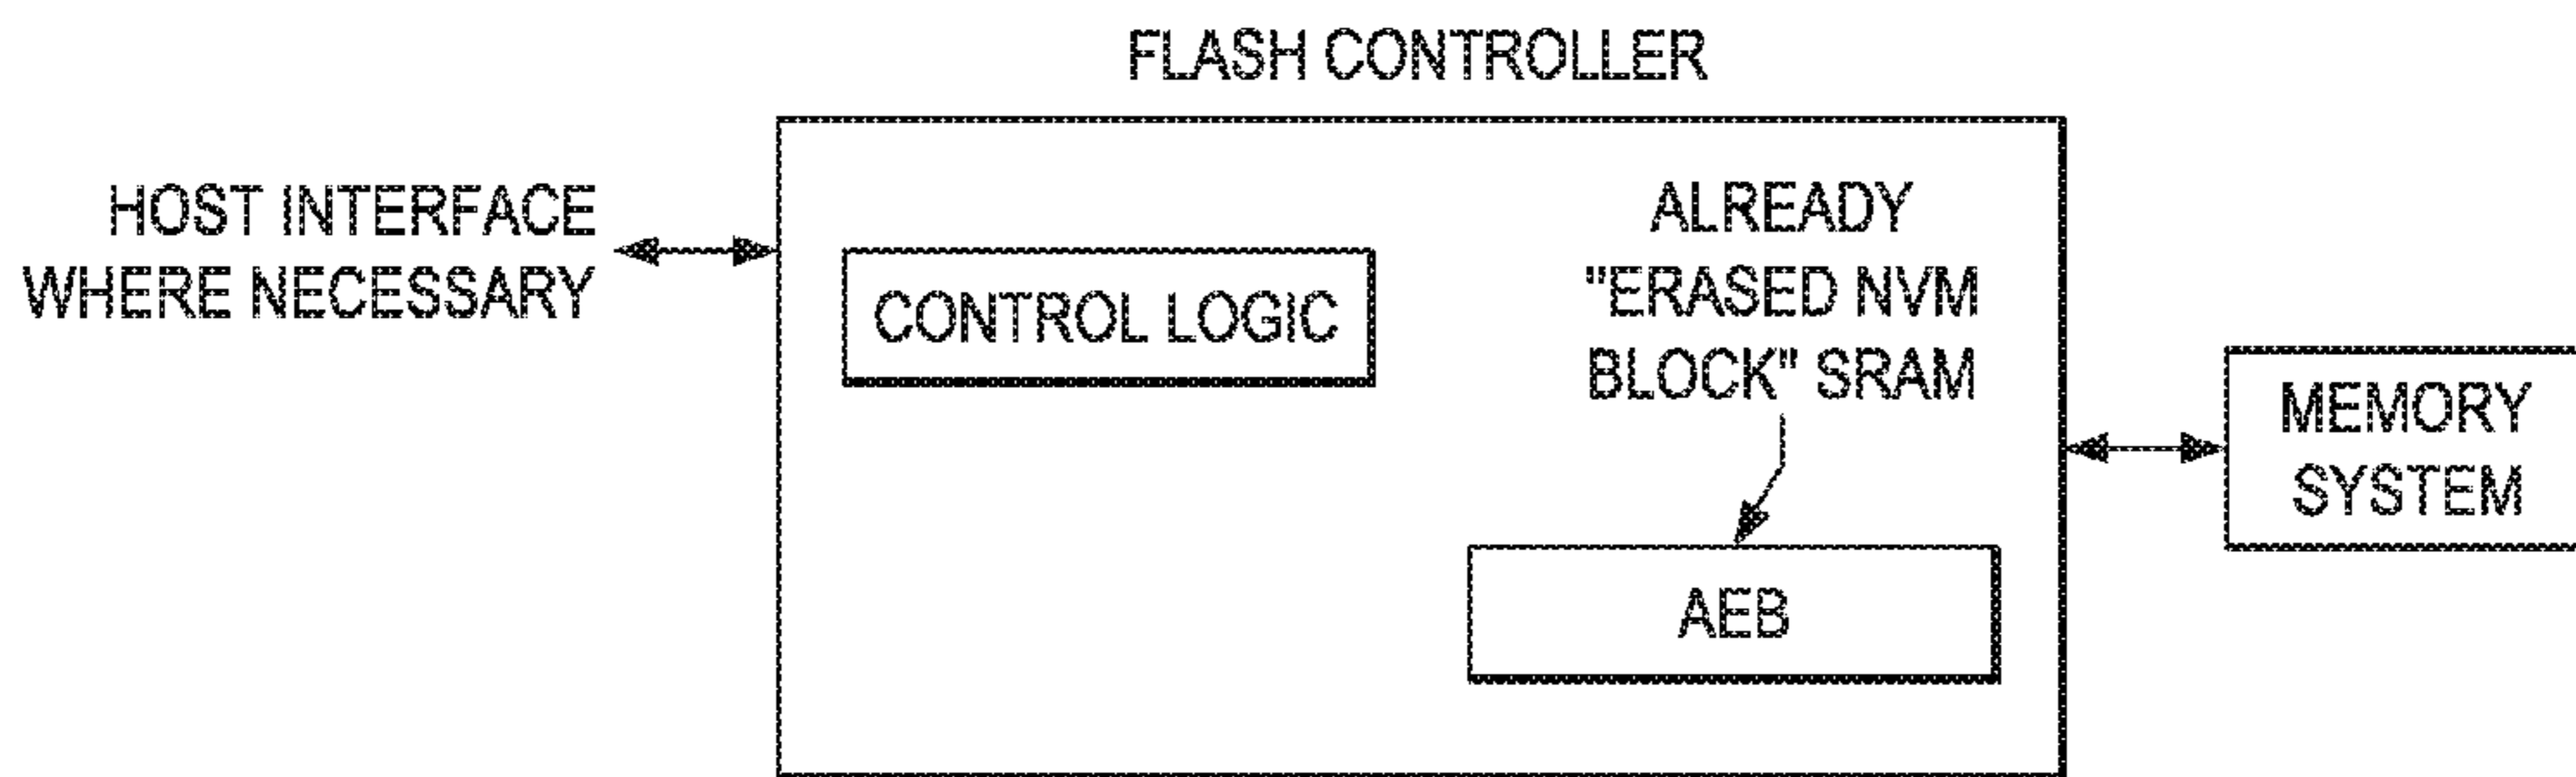 FLASH CONTROLLER
HOST INTERFACE
WHERE NECESSARY
CONTROL LOGIC
ALREADY
"ERASED NVM
BLOCK" SRAM
AEB
MEMORY
SYSTEM